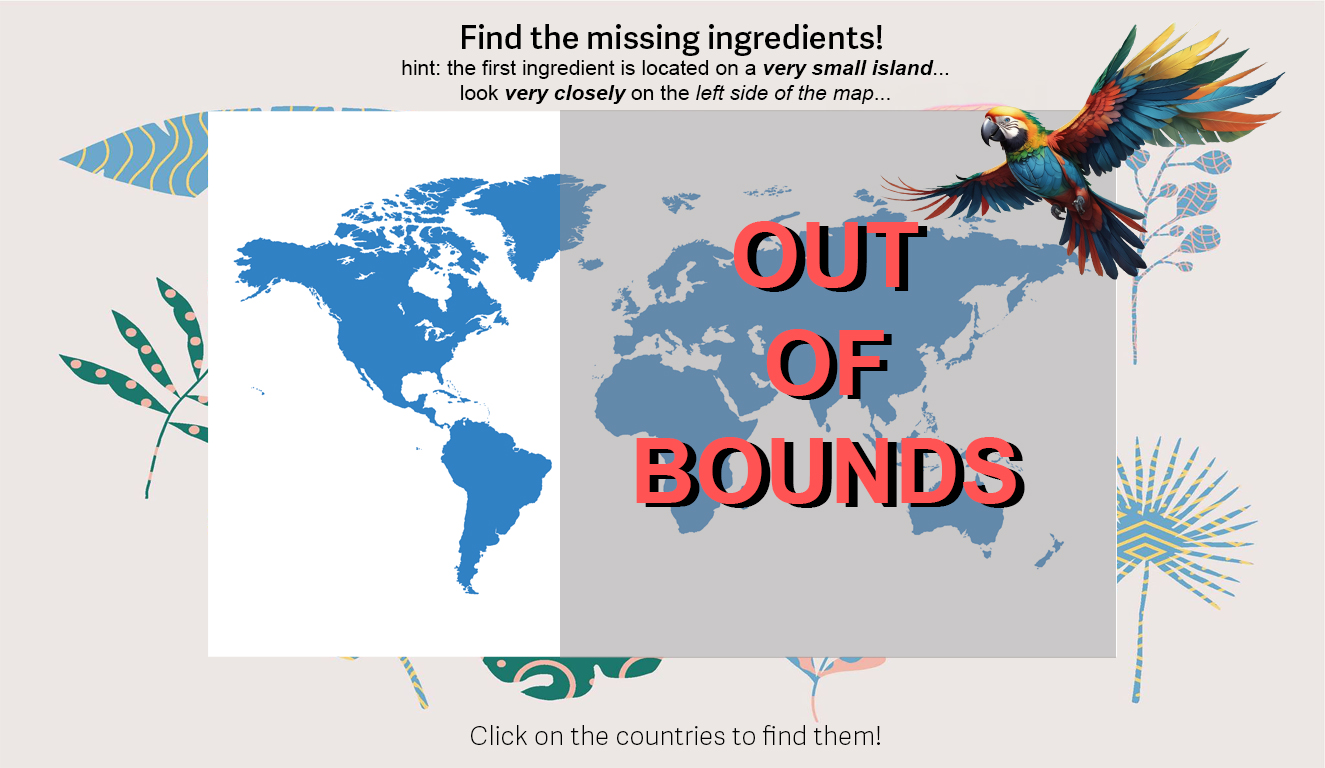 Find the missing ingredients!
hint: the first ingredient is located on a very small island...
look very closely on the left side of the map...
OUT
OF
BOUNDS
Click on the countries to find them!